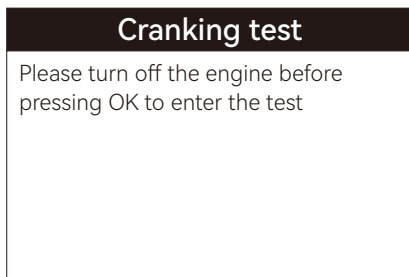 Cranking test
Please turn off the engine before
pressing OK to enter the test